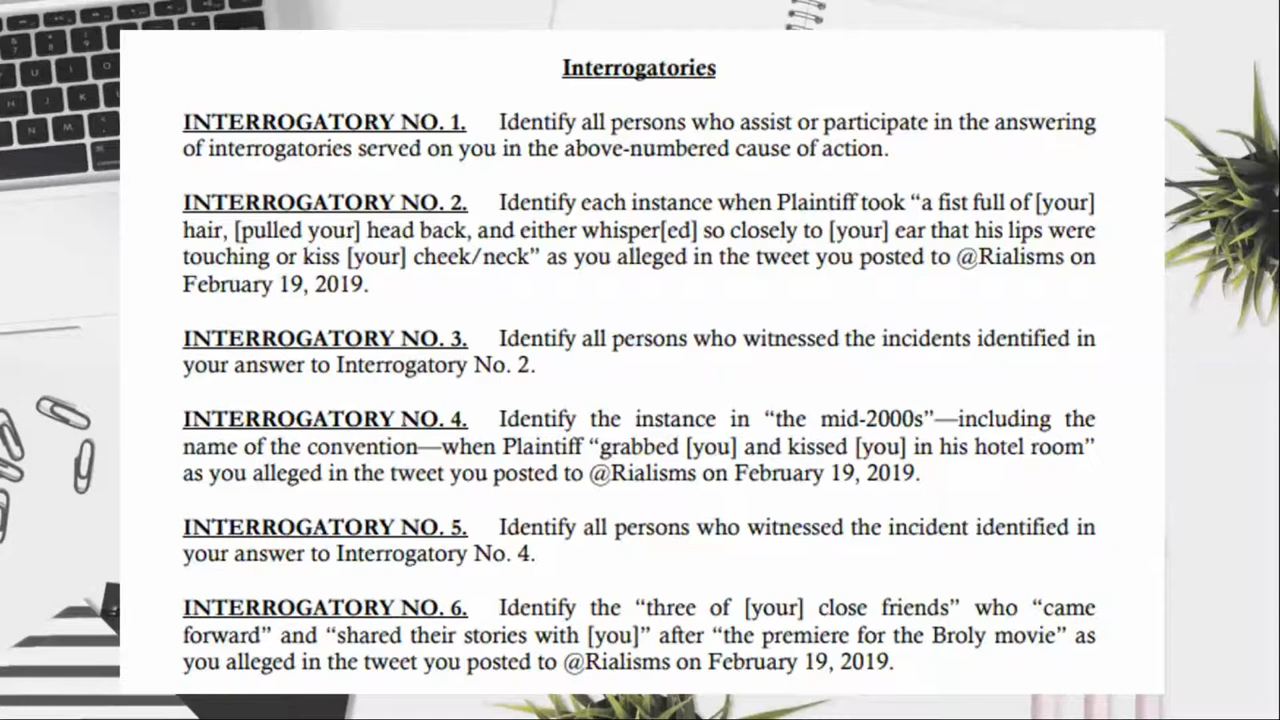 Interrogatories
INTERROGATORY NO. 1. Identify all persons who assist or participate in the answering
of interrogatories served on you in the above-numbered cause of action.
INTERROGATORY NO. 2. Identify each instance when Plaintiff took “a fist full of [your]
hair, [pulled your] head back, and either whisper[ed] so closely to [your] ear that his lips were
touching or kiss [your] cheek/neck” as you alleged in the tweet you posted to @Rialisms on
February 19, 2019.
INTERROGATORY NO. 3. Identify all persons who witnessed the incidents identified in
your answer to Interrogatory No. 2.
INTERROGATORY NO. 4. Identify the instance in “the mid-2000s”—including the
name of the convention—when Plaintiff “grabbed [you] and kissed [you] in his hotel room”
as you alleged in the tweet you posted to @Rialisms on February 19, 2019.
INTERROGATORY NO. 5. Identify all persons who witnessed the incident identified in
your answer to Interrogatory No. 4.
INTERROGATORY NO. 6. Identify the “three of [your] close friends” who “came
forward” and “shared their stories with [you]” after “the premiere for the Broly movie” as
you alleged in the tweet you posted to @Rialisms on February 19, 2019.